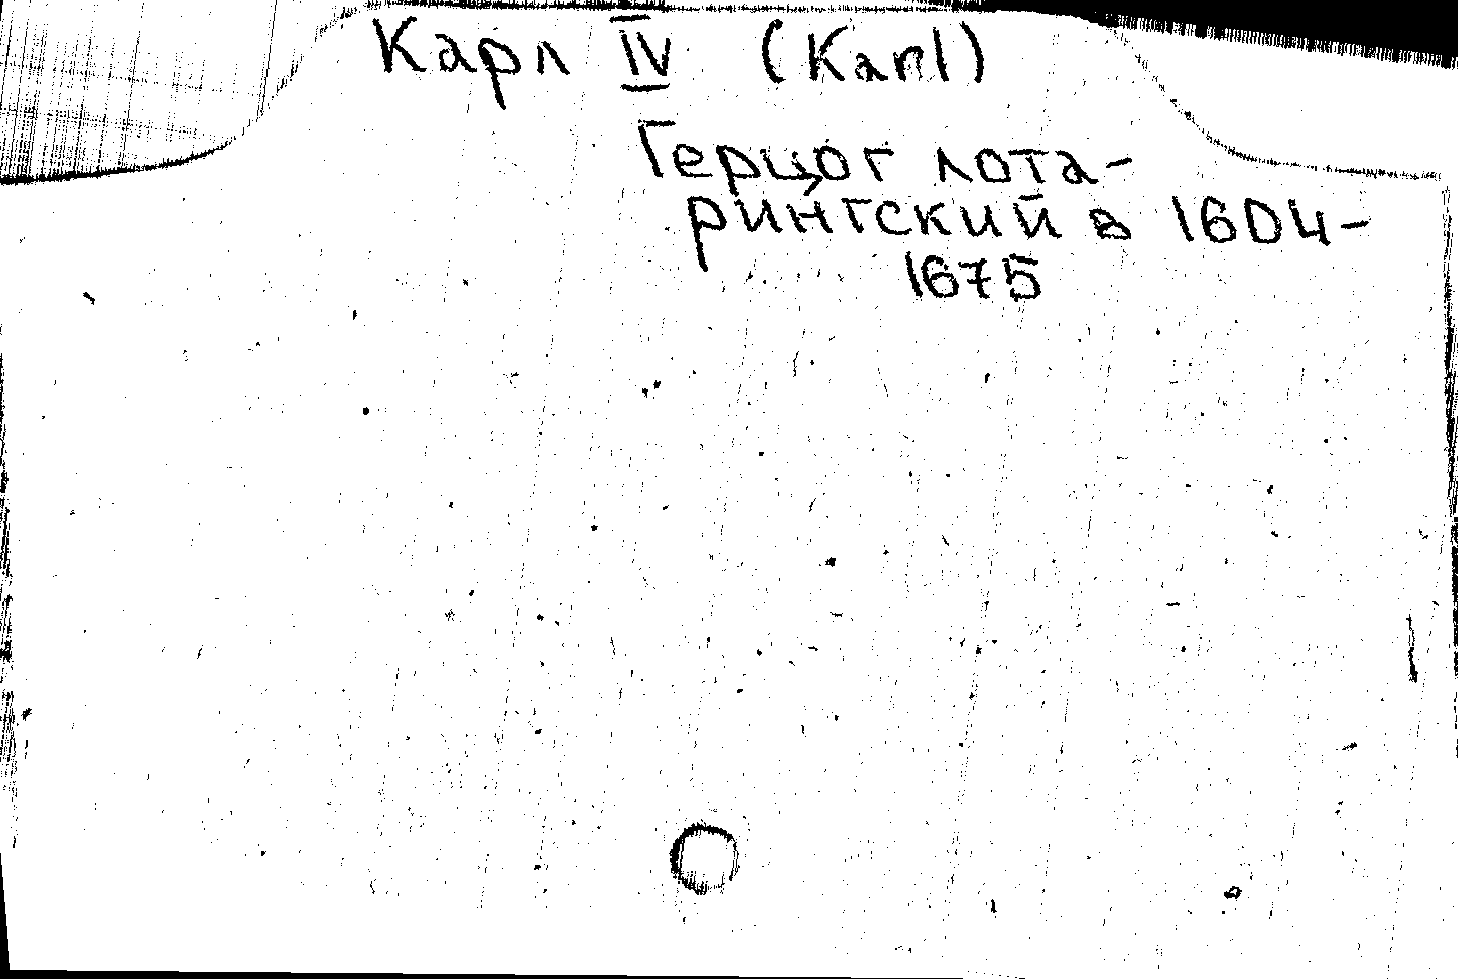 Карл IV (Karl)
Герцог лота-
рингский в 1604-
1675